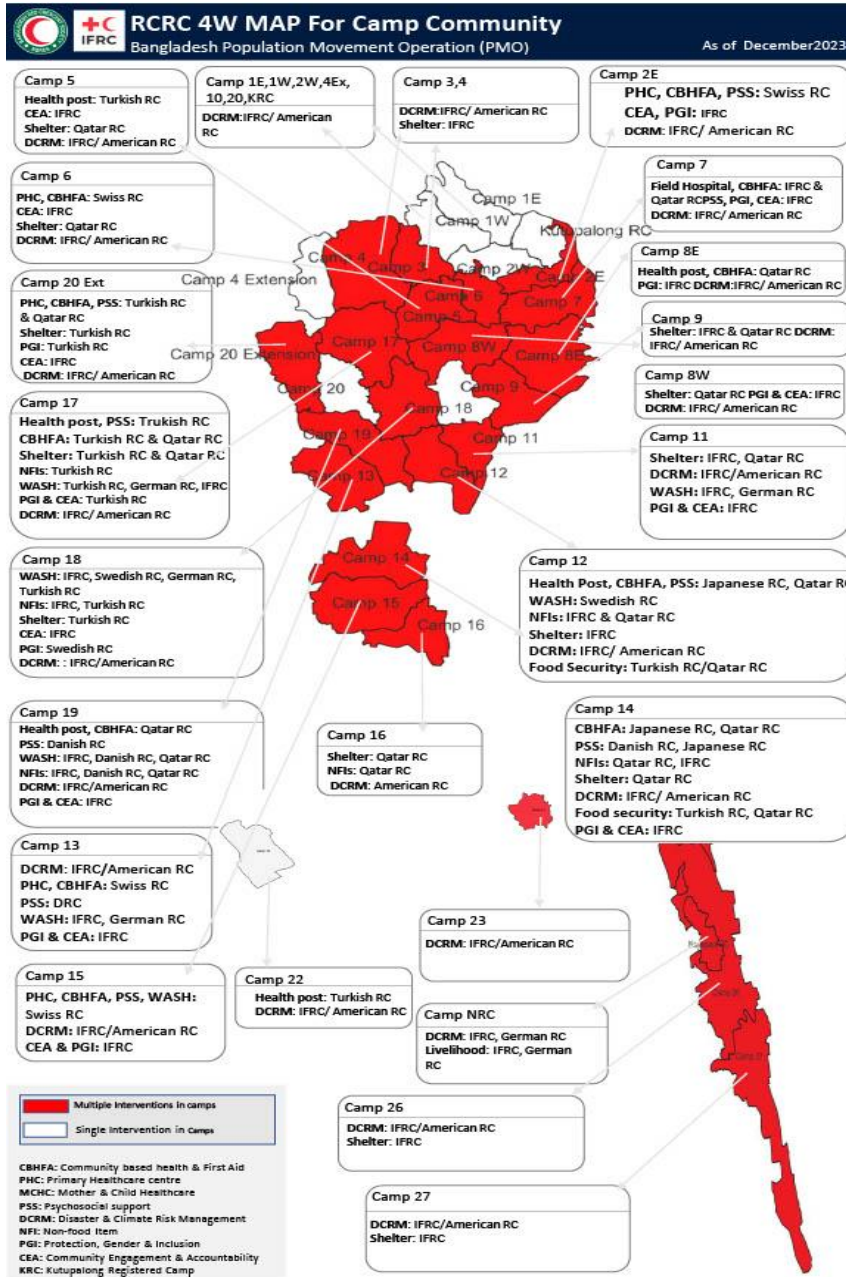 RCRC 4W MAP For Camp Community
IFRC
Bangladesh Population Movement Operation (PMO)
As of December2023
Camp 5
Health post: Turkish RC
CEA: IFRC
Shelter: Qatar RC
DCRM: IFRC/ American RC
Camp 1E,1W,2W,4Ex,
10,20,KRC
DCRM:IFRC/ American
RC
Camp 3,4
DCRM:IFRC/ American RC
Shelter: IFRC
Camp 2E
PHC, CBHFA, PSS: Swiss RC
CEA, PGI: IFRC
DCRM: IFRC/ American RC
Camp 6
PHC, CBHFA: Swiss RC
CEA: IFRC
Shelter: Qatar RC
DCRM: IFRC/ American RC
Camp 7
Field Hospital, CBHFA: IFRC &
Qatar RCPSS, PGI, CEA: IFRC
DCRM: IFRC/ American RC
Camp 8E
Health post, CBHFA: Qatar RC
PGI: IFRC DCRM:IFRC/ American RC
Camp 20 Ext
PHC, CBHFA, PSS: Turkish RC
& Qatar RC
Shelter: Turkish RC
PGI: Turkish RC
CEA: IFRC
DCRM: IFRC/ American RC
Camp 9
Shelter: IFRC & Qatar RC DCRM:
IFRC/ American RC
Camp 8W
Shelter: Qatar RC PGI & CEA: IFRC
DCRM: IFRC/ American RC
Camp 17
Health post, PSS: Trukish RC
CBHFA: Turkish RC & Qatar RC
Shelter: Turkish RC & Qatar RC
NFIs: Turkish RC
WASH: Turkish RC, German RC, IFRC
PGI & CEA: Turkish RC
DCRM: IFRC/ American RC
Camp 11
Shelter: IFRC, Qatar RC
DCRM: IFRC/American RC
WASH: IFRC, German RC
PGI & CEA: IFRC
Camp 1E
Camp 1W
Kutupalong RC
Camp 4
Camp 3
Camp 2W
Camp 2E
Camp 4 Extension
Camp 6
Camp 7
Camp 5
Camp 17
Camp 8W
Camp 8E
Camp 20 Extension
Camp 20
Camp 9
Camp 18
Camp 19
Camp 11
Camp 13
Camp 12
Camp 14
Camp 15
Camp 16
Camp 18
WASH: IFRC, Swedish RC, German RC,
Turkish RC
NFIs: IFRC, Turkish RC
Shelter: Turkish RC
CEA: IFRC
PGI: Swedish RC
DCRM: : IFRC/American RC
Camp 12
Health Post, CBHFA, PSS: Japanese RC, Qatar RC
WASH: Swedish RC
NFIs: IFRC & Qatar RC
Shelter: IFRC
DCRM: IFRC/ American RC
Food Security: Turkish RC/Qatar RC
Camp 19
Health post, CBHFA: Qatar RC
PSS: Danish RC
WASH: IFRC, Danish RC, Qatar RC
NFIs: IFRC, Danish RC, Qatar RC
DCRM: IFRC/American RC
PGI & CEA: IFRC
Camp 16
Shelter: Qatar RC
NFIs: Qatar RC
DCRM: American RC
Camp 14
CBHFA: Japanese RC, Qatar RC
PSS: Danish RC, Japanese RC
NFIs: Qatar RC, IFRC
Shelter: Qatar RC
DCRM: IFRC/ American RC
Food security: Turkish RC, Qatar RC
PGI & CEA: IFRC
Camp 13
DCRM: IFRC/American RC
PHC, CBHFA: Swiss RC
PSS: DRC
WASH: IFRC, German RC
PGI & CEA: IFRC
Camp 23
DCRM: IFRC/American RC
Camp 15
PHC, CBHFA, PSS, WASH:
Swiss RC
DCRM: IFRC/American RC
CEA & PGI: IFRC
Camp 22
Health post: Turkish RC
DCRM: IFRC/ American RC
Camp NRC
DCRM: IFRC, German RC
Livelihood: IFRC, German
RC
Camp 26
DCRM: IFRC/American RC
Shelter: IFRC
Camp 27
DCRM: IFRC/American RC
Shelter: IFRC
Multiple Interventions in camps
Single Intervention in Camps
CBHFA: Community based health & First Aid
PHC: Primary Healthcare centre
MCHC: Mother & Child Healthcare
PSS: Psychosocial support
DCRM: Disaster & Climate Risk Management
NFI: Non-food Item
PGI: Protection, Gender & Inclusion
CEA: Community Engagement & Accountability
KRC: Kutupalong Registered Camp